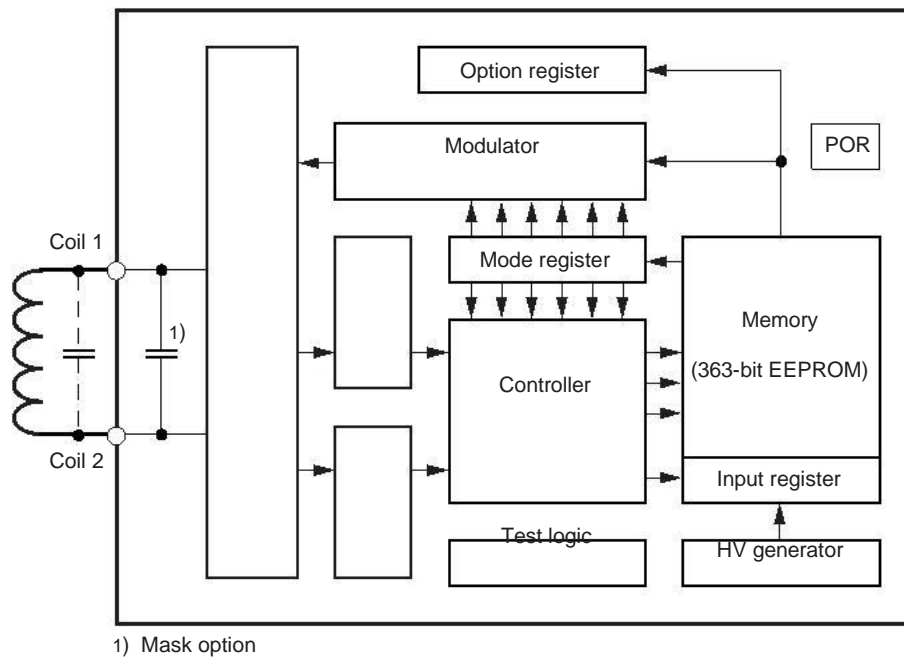 Option register
Modulator
POR
Coil 1
Mode register
1)
Memory
(363-bit EEPROM)
Controller
Coil 2
Input register
Test logic
HV generator
1) Mask option